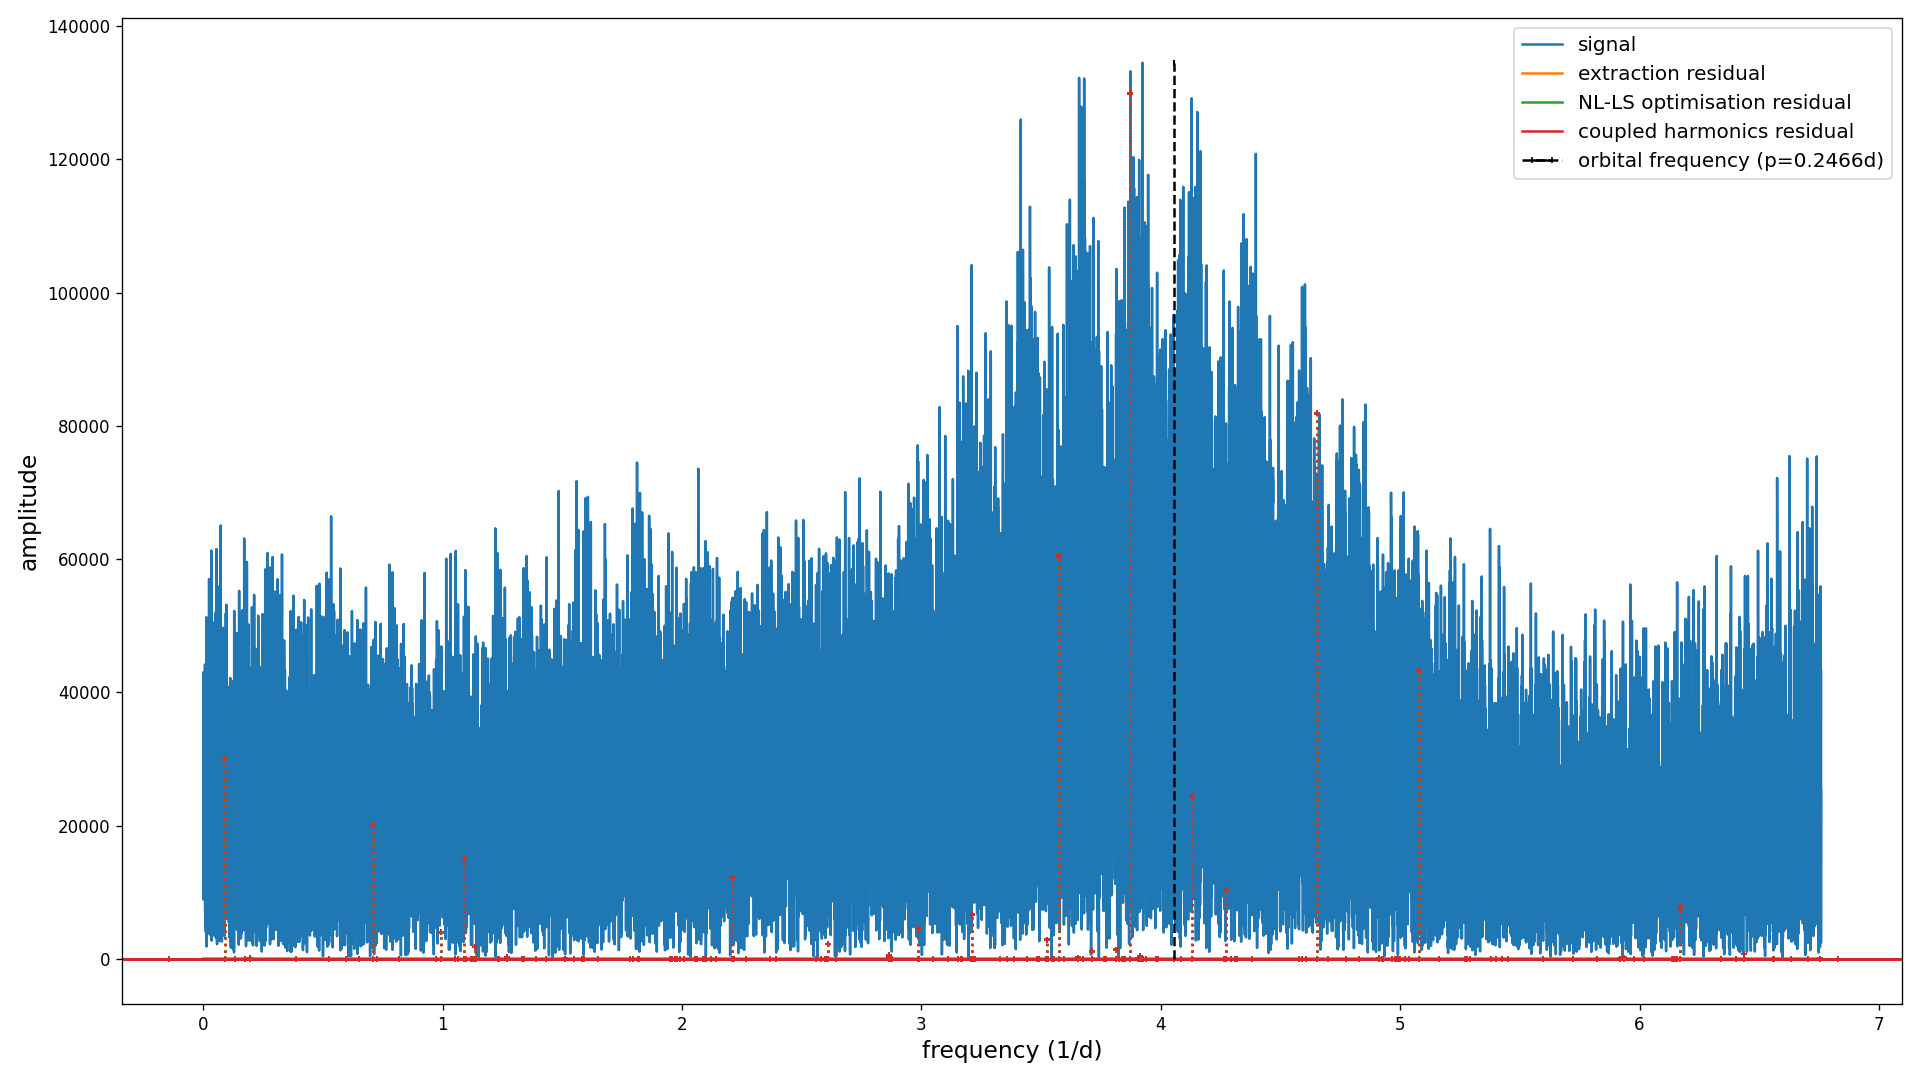 140000
120000
100000
80000
60000
40000
20000
0
amplitude
0 1 2 3 4 5 6 7
frequency (1/d)
signal
extraction residual
NL-LS optimisation residual
coupled harmonics residual
orbital frequency (p=0.2466d)